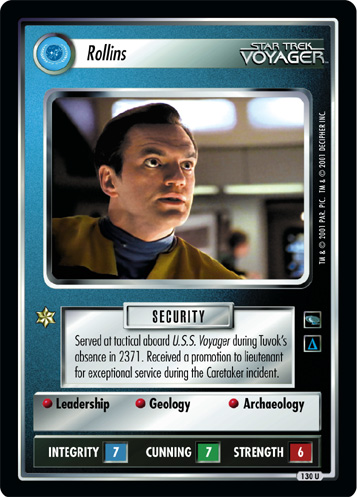 Rollins
STAR TREK
VOYAGER
TM & © 2001 PAR. PIC. TM & © 2001 DECIPHER INC.
SECURITY
Served at tactical aboard U.S.S. Voyager during Tuvok's
absence in 2371. Received a promotion to lieutenant
for exceptional service during the Caretaker incident.
Leadership Geology Archaeology
INTEGRITY 7 CUNNING 7 STRENGTH 6
130 U